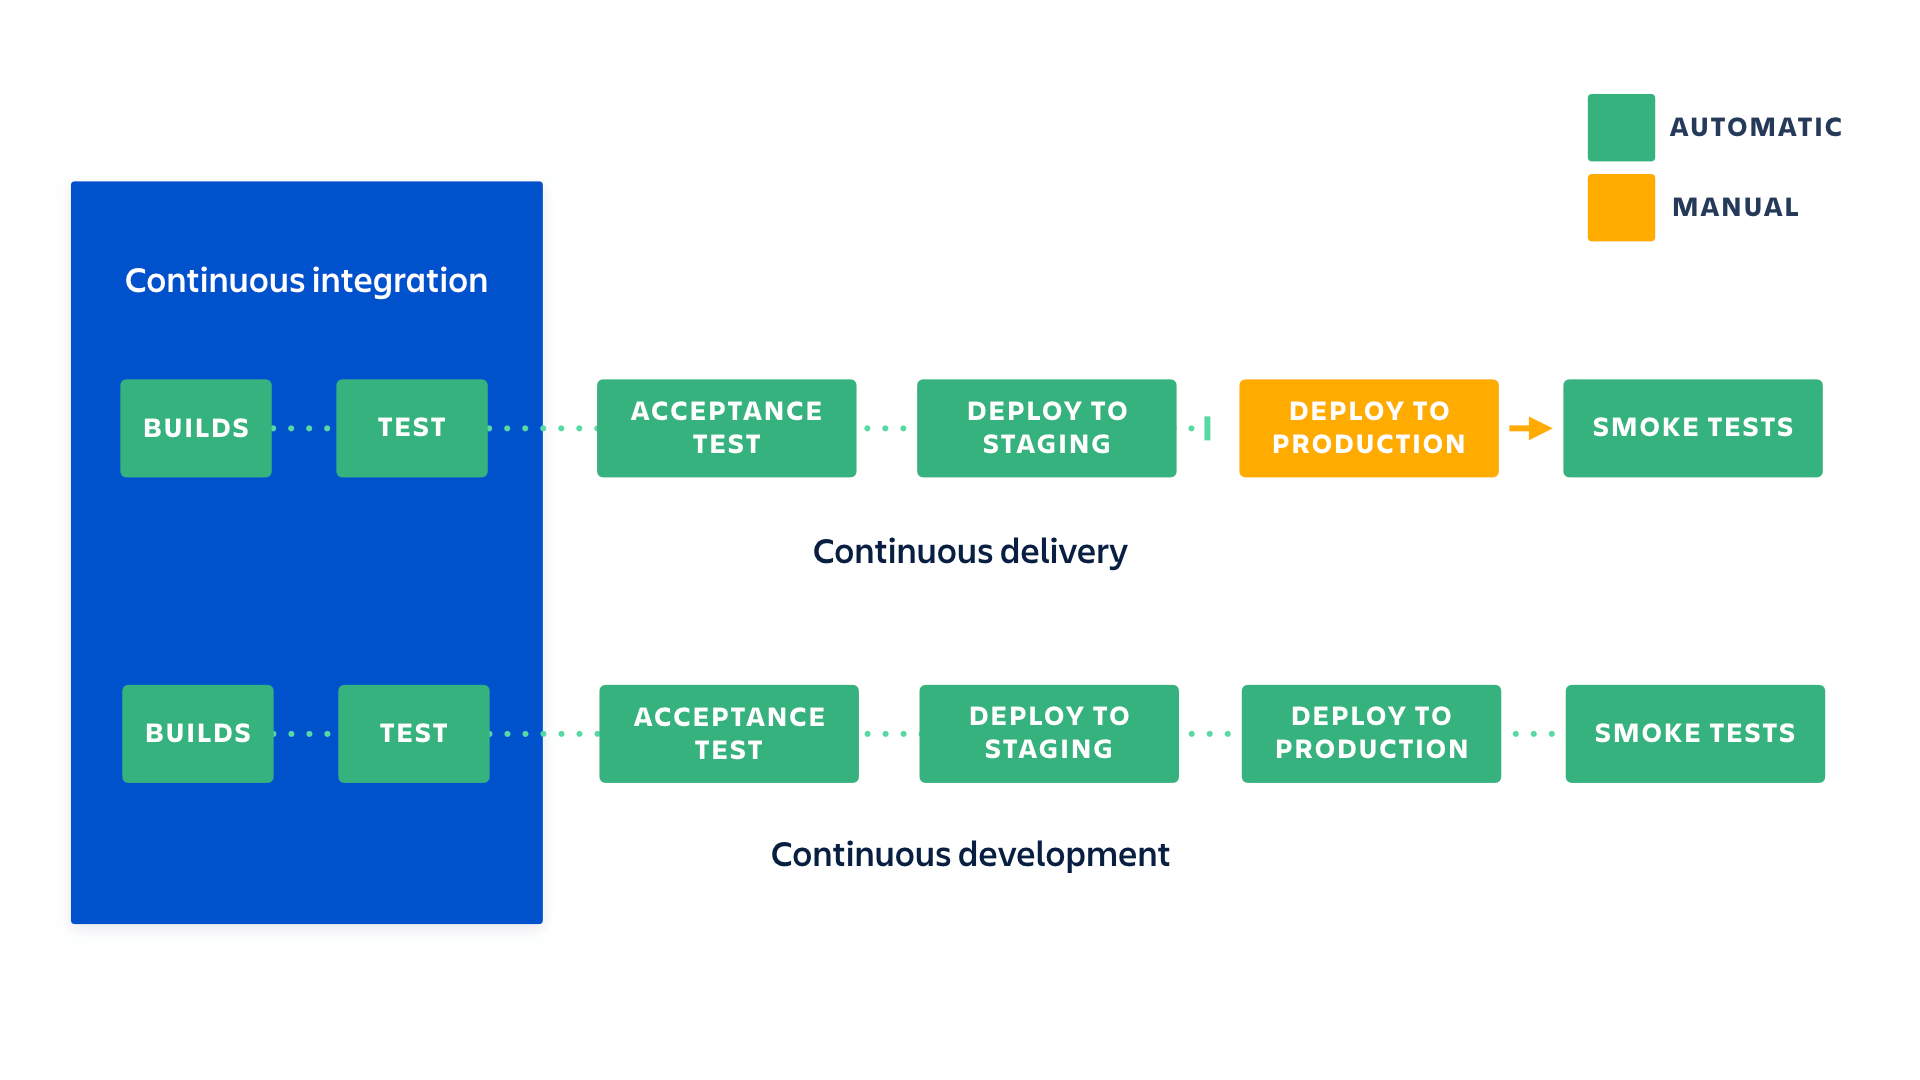 AUTOMATIC
MANUAL
Continuous integration
BUILDS
TEST
ACCEPTANCE
TEST
DEPLOY TO
STAGING
DEPLOY TO
PRODUCTION
SMOKE TESTS
Continuous delivery
BUILDS
TEST
ACCEPTANCE
TEST
DEPLOY TO
STAGING
DEPLOY TO
PRODUCTION
SMOKE TESTS
Continuous development